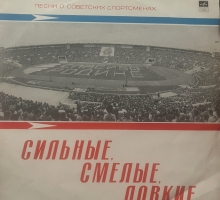 ПЕСНИ О СОВЕТСКИХ СПОРТСМЕНАХ
СИЛЬНЫЕ,
СМЕЛЫЕ,
ЛОВКИЕ